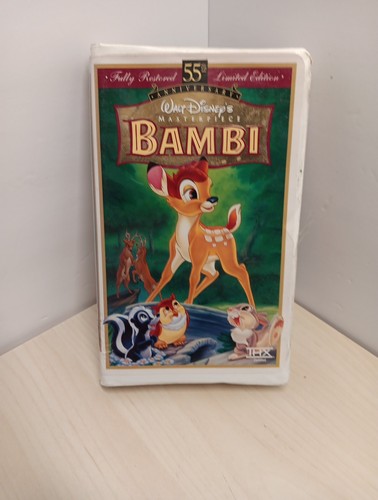 Fully Restored 55th Limited Edition
ANNIVERSARY
WALT DISNEY'S
MASTERPIECE
BAMBI
THX